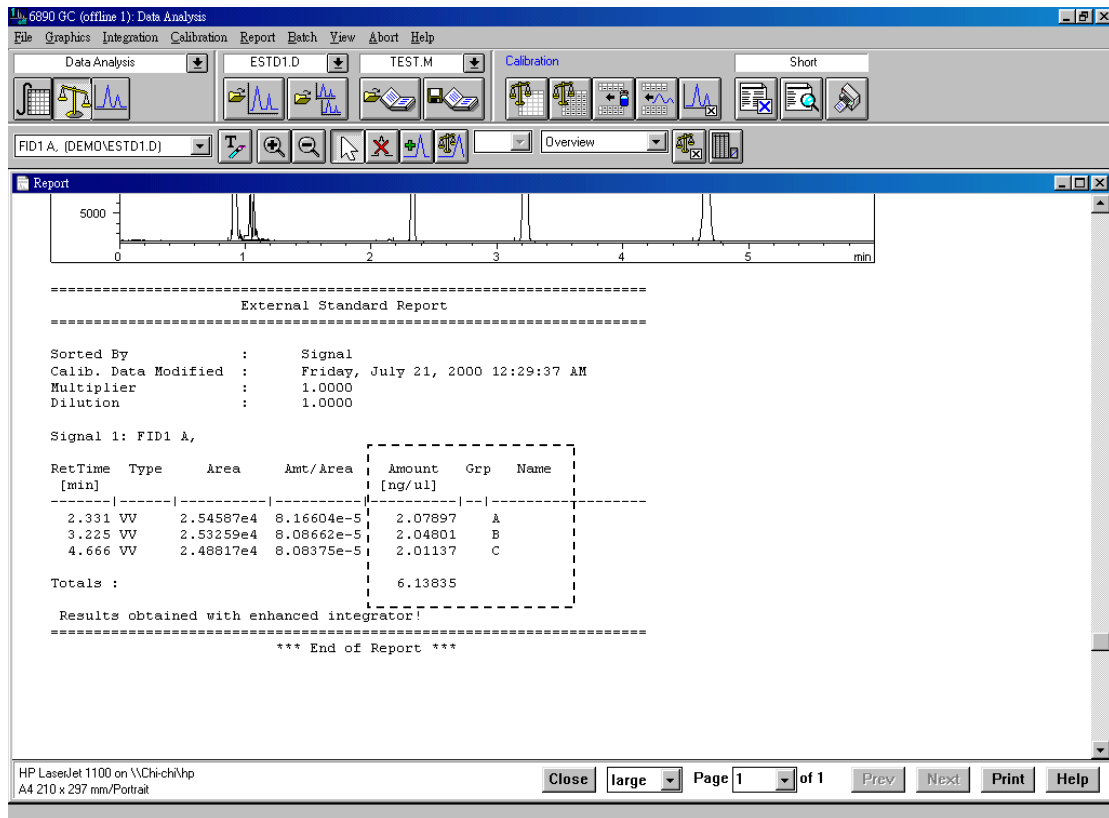 6890 GC (offline 1): Data Analysis
File Graphics Integration Calibration Report Batch View Abort Help
Data Analysis ESTD1.D TEST.M Calibration Short
FID1 A, (DEMO\ESTD1.D) Overview
Report
5000
0 1 2 3 4 5 min
=====================================================================
External Standard Report
=====================================================================
Sorted By : Signal
Calib. Data Modified : Friday, July 21, 2000 12:29:37 AM
Multiplier : 1.0000
Dilution : 1.0000
Signal 1: FID1 A,
RetTime Type Area Amt/Area Amount Grp Name
[min] [ng/ul]
-------|------|----------|----------|----------|--|------------------
2.331 VV 2.54587e4 8.16604e-5 2.07897 A
3.225 VV 2.53259e4 8.08662e-5 2.04801 B
4.666 VV 2.48817e4 8.08375e-5 2.01137 C
Totals : 6.13835
Results obtained with enhanced integrator!
=====================================================================
*** End of Report ***
HP LaserJet 1100 on \\Chi-chi\hp
A4 210 x 297 mm/Portrait
Close large Page 1 of 1 Prev Next Print Help